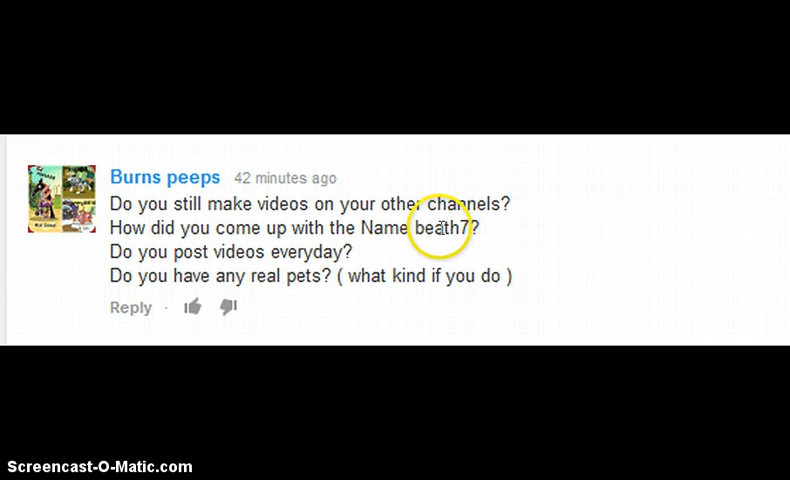 Burns peeps 42 minutes ago
Do you still make videos on your other channels?
How did you come up with the Name beath7?
Do you post videos everyday?
Do you have any real pets? ( what kind if you do )
Reply ·
Screencast-O-Matic.com